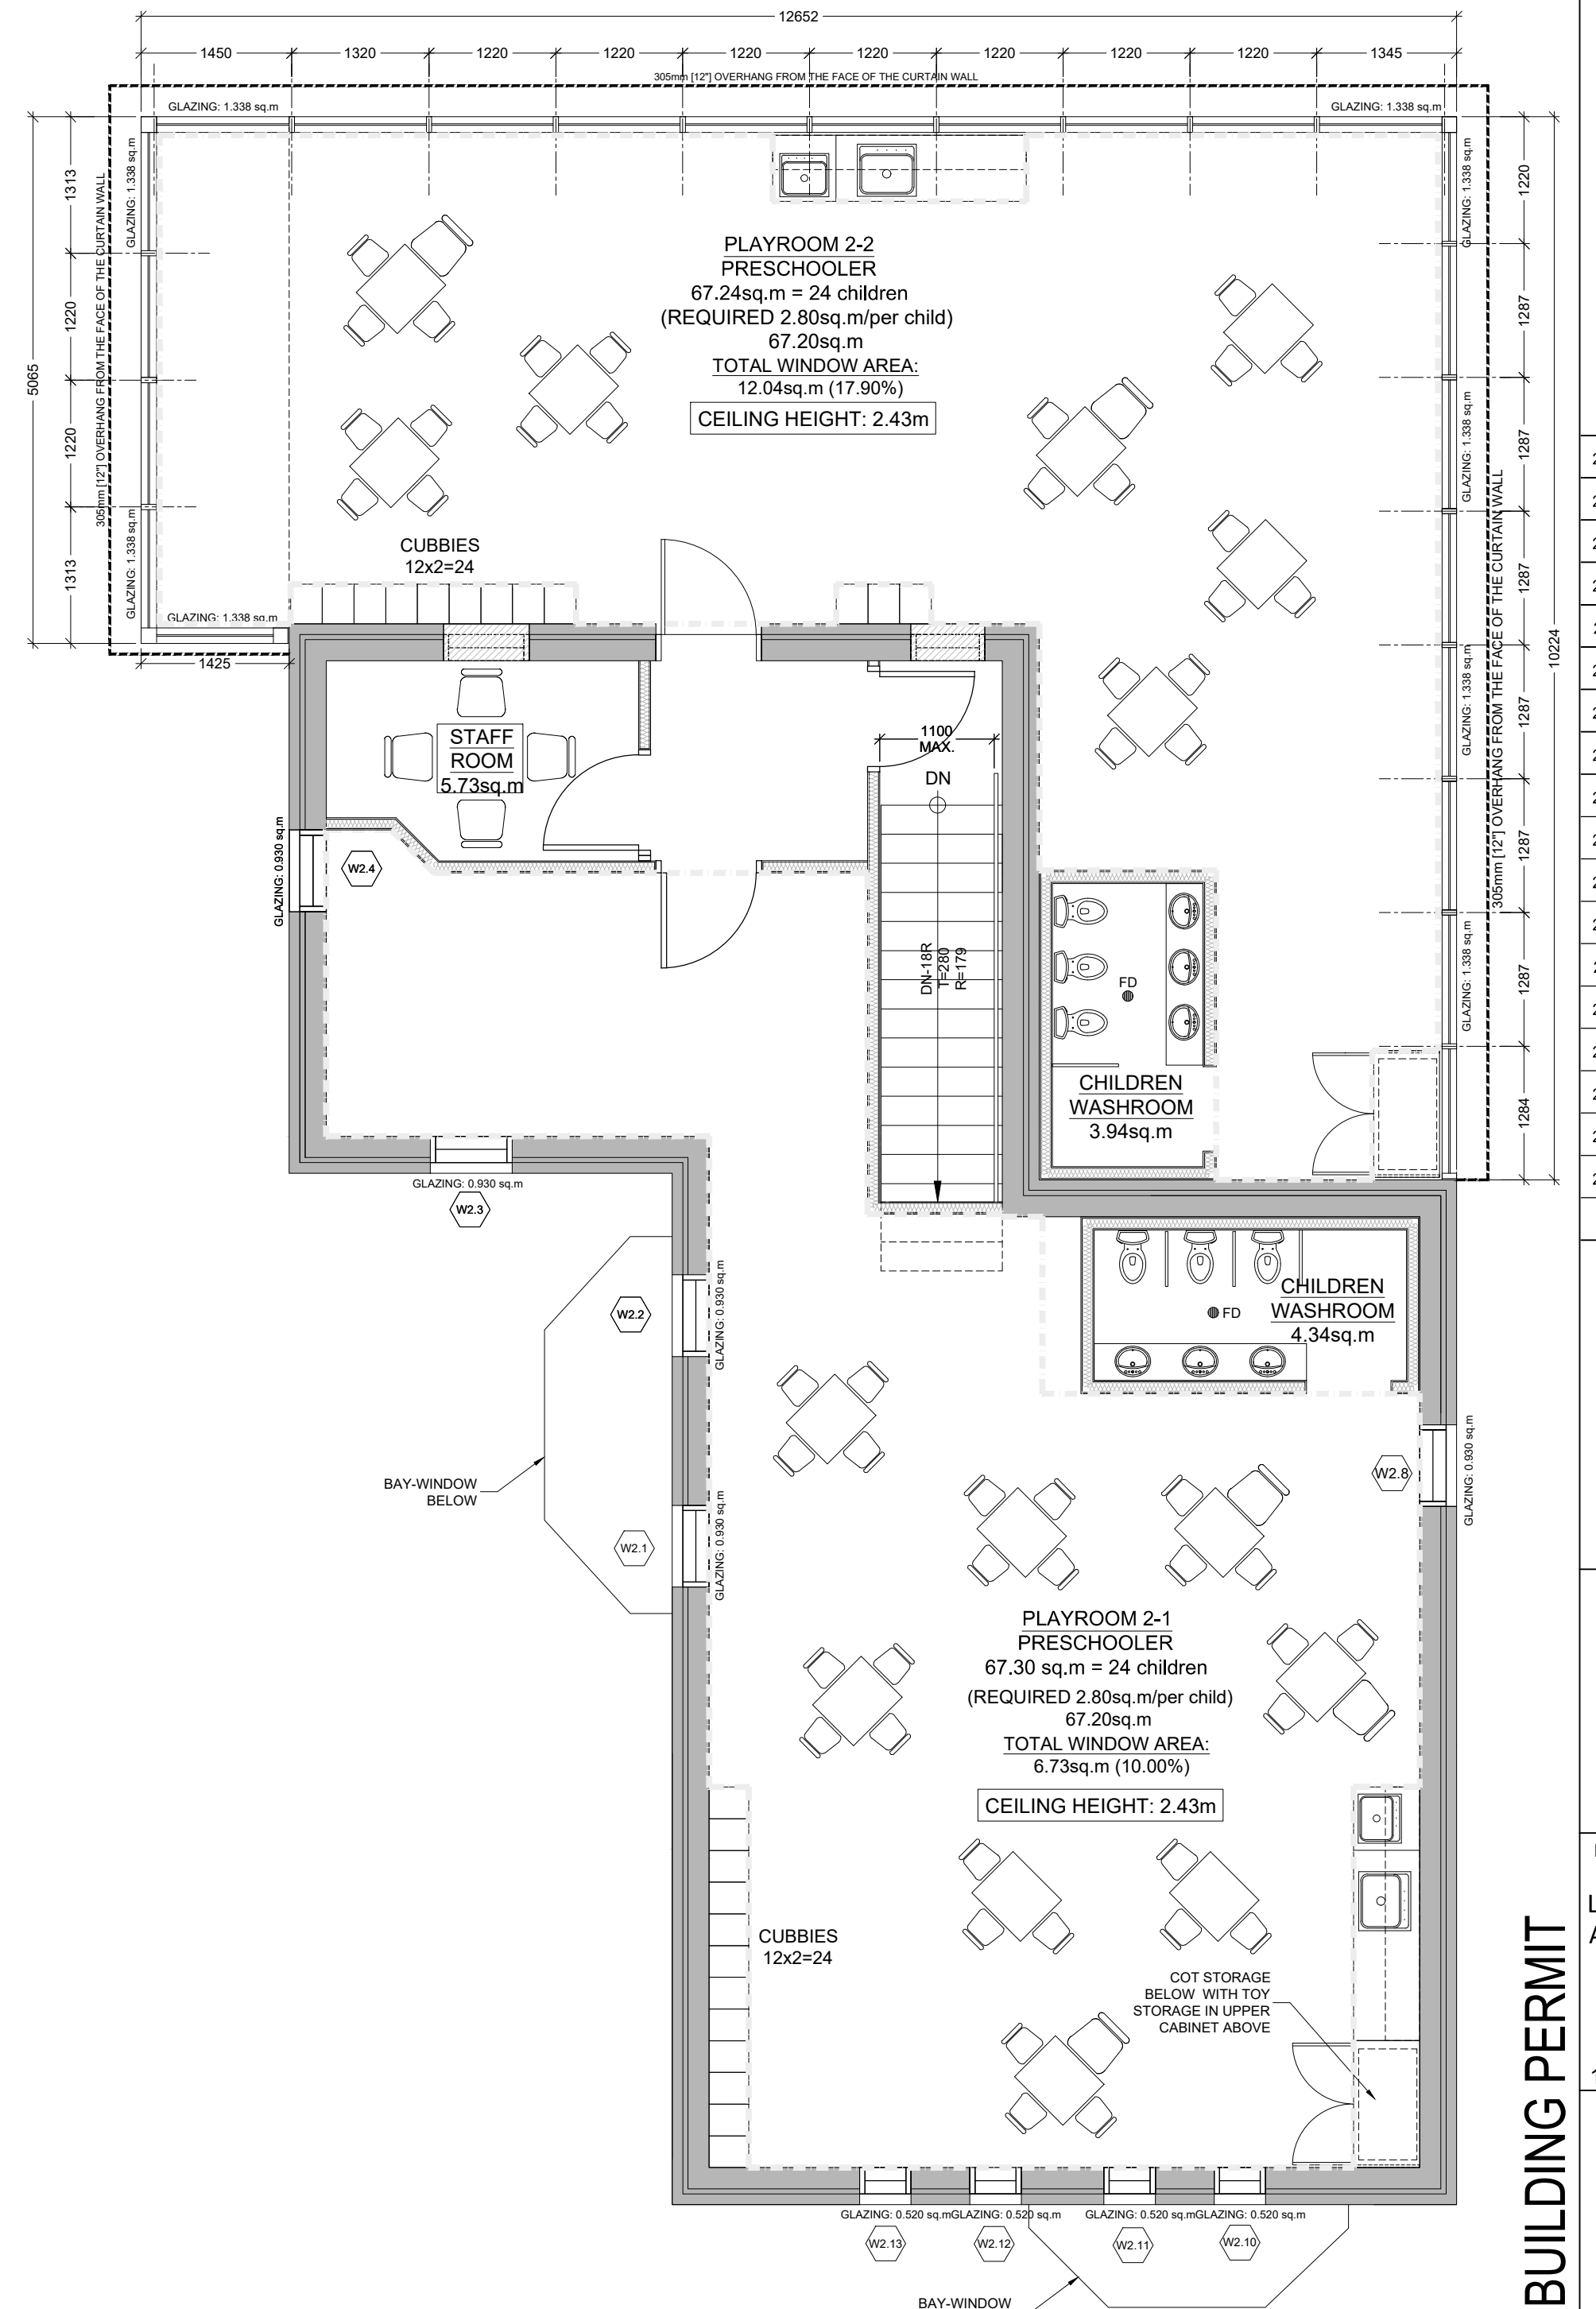 12652
1450
1320
1220
1220
1220
1220
1220
1220
1220
1345
305mm [12"] OVERHANG FROM THE FACE OF THE CURTAIN WALL
GLAZING: 1.338 sq.m
GLAZING: 1.338 sq.m
5065
1313
1220
1220
1313
305mm [12"] OVERHANG FROM THE FACE OF THE CURTAIN WALL
GLAZING: 1.338 sq.m
GLAZING: 1.338 sq.m
GLAZING: 1.338 sq.m
1425
PLAYROOM 2-2
PRESCHOOLER
67.24sq.m = 24 children
(REQUIRED 2.80sq.m/per child)
67.20sq.m
TOTAL WINDOW AREA:
12.04sq.m (17.90%)
CEILING HEIGHT: 2.43m
CUBBIES
12x2=24
GLAZING: 1.338 sq.m
GLAZING: 1.338 sq.m
GLAZING: 1.338 sq.m
GLAZING: 1.338 sq.m
305mm [12"] OVERHANG FROM THE FACE OF THE CURTAIN WALL
1220
1287
1287
1287
1287
1287
1287
1284
10224
STAFF
ROOM
5.73sq.m
1100
MAX.
DN
DN-18R
T=280
R=179
GLAZING: 0.930 sq.m
W2.4
FD
CHILDREN
WASHROOM
3.94sq.m
GLAZING: 0.930 sq.m
W2.3
W2.2
GLAZING: 0.930 sq.m
CHILDREN
WASHROOM
4.34sq.m
FD
BAY-WINDOW
BELOW
W2.1
GLAZING: 0.930 sq.m
W2.8
GLAZING: 0.930 sq.m
PLAYROOM 2-1
PRESCHOOLER
67.30 sq.m = 24 children
(REQUIRED 2.80sq.m/per child)
67.20sq.m
TOTAL WINDOW AREA:
6.73sq.m (10.00%)
CEILING HEIGHT: 2.43m
CUBBIES
12x2=24
COT STORAGE
BELOW WITH TOY
STORAGE IN UPPER
CABINET ABOVE
GLAZING: 0.520 sq.m
GLAZING: 0.520 sq.m
GLAZING: 0.520 sq.m
GLAZING: 0.520 sq.m
W2.13
W2.12
W2.11
W2.10
BAY-WINDOW
BUILDING PERMIT